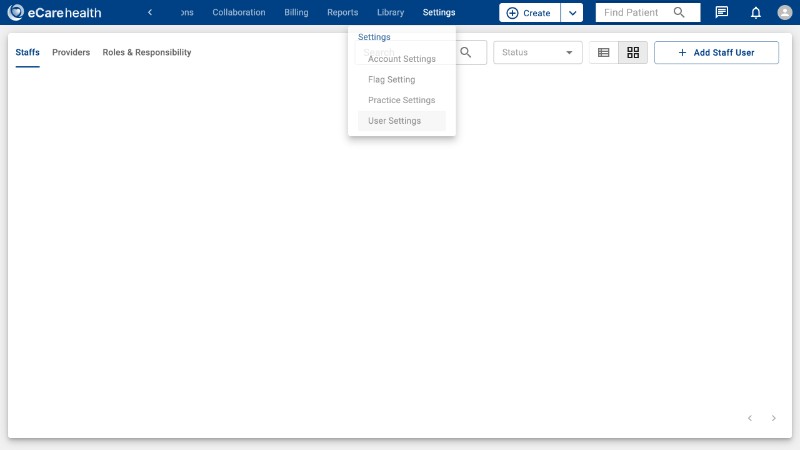 eCarehealth
ons Collaboration Billing Reports Library Settings
Create
Find Patient
Settings
Account Settings
Flag Setting
Practice Settings
User Settings
Staffs Providers Roles & Responsibility
Search
Status
Add Staff User